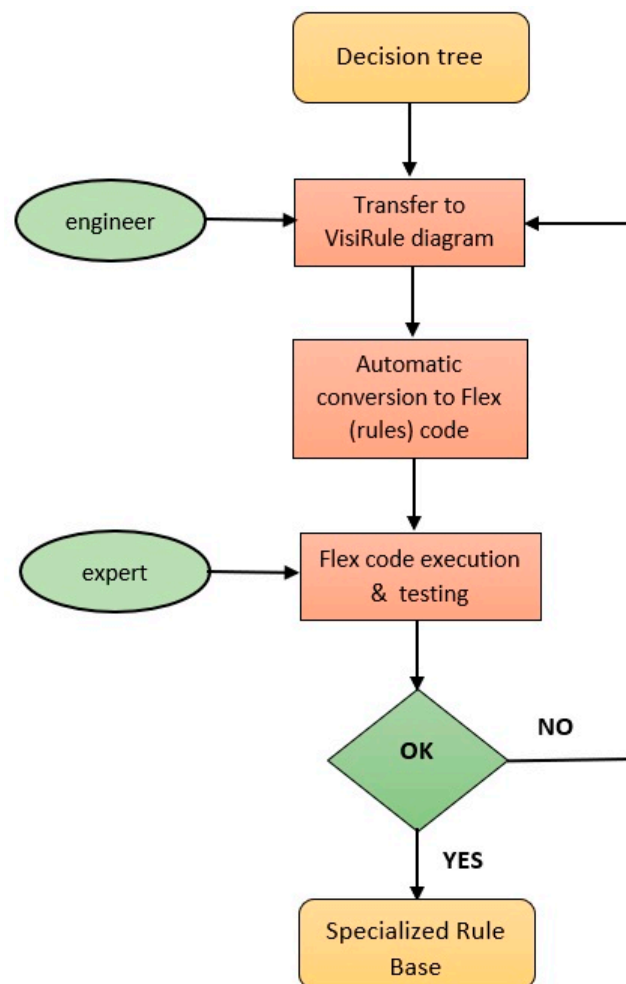 Decision tree
engineer
Transfer to
VisiRule diagram
Automatic
conversion to Flex
(rules) code
expert
Flex code execution
& testing
OK
NO
YES
Specialized Rule
Base